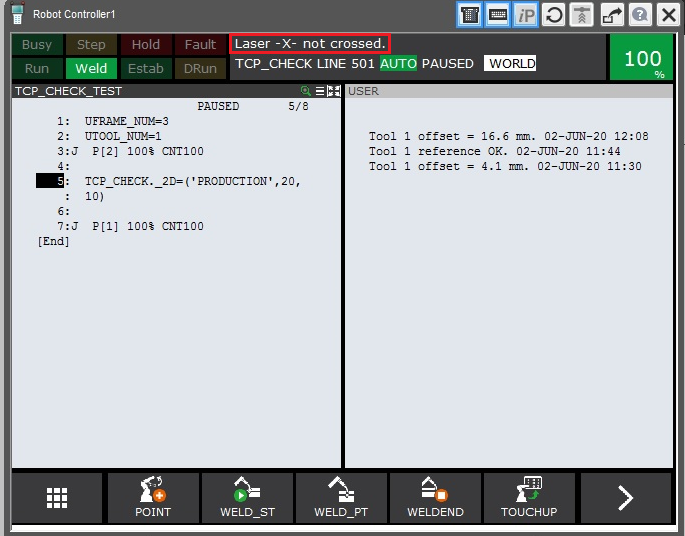 Robot Controller1
iP
Busy Step Hold Fault
Laser -X- not crossed.
Run Weld Estab DRun
TCP_CHECK LINE 501 AUTO PAUSED WORLD
100 %
TCP_CHECK_TEST
PAUSED 5/8
1: UFRAME_NUM=3
2: UTOOL_NUM=1
3:J P[2] 100% CNT100
4:
5: TCP_CHECK._2D=('PRODUCTION',20,
: 10)
6:
7:J P[1] 100% CNT100
[End]
USER
Tool 1 offset = 16.6 mm. 02-JUN-20 12:08
Tool 1 reference OK. 02-JUN-20 11:44
Tool 1 offset = 4.1 mm. 02-JUN-20 11:30
POINT WELD_ST WELD_PT WELDEND TOUCHUP